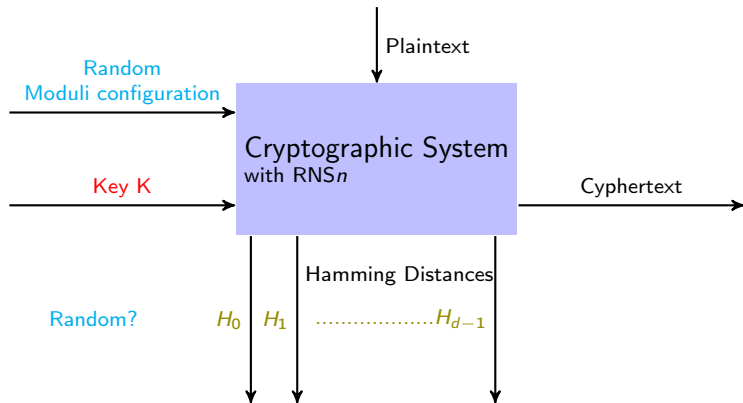 Plaintext
Random
Moduli configuration
Cryptographic System
with RNSn
Key K
Cyphertext
Hamming Distances
Random?
H0 H1 ...................Hd−1